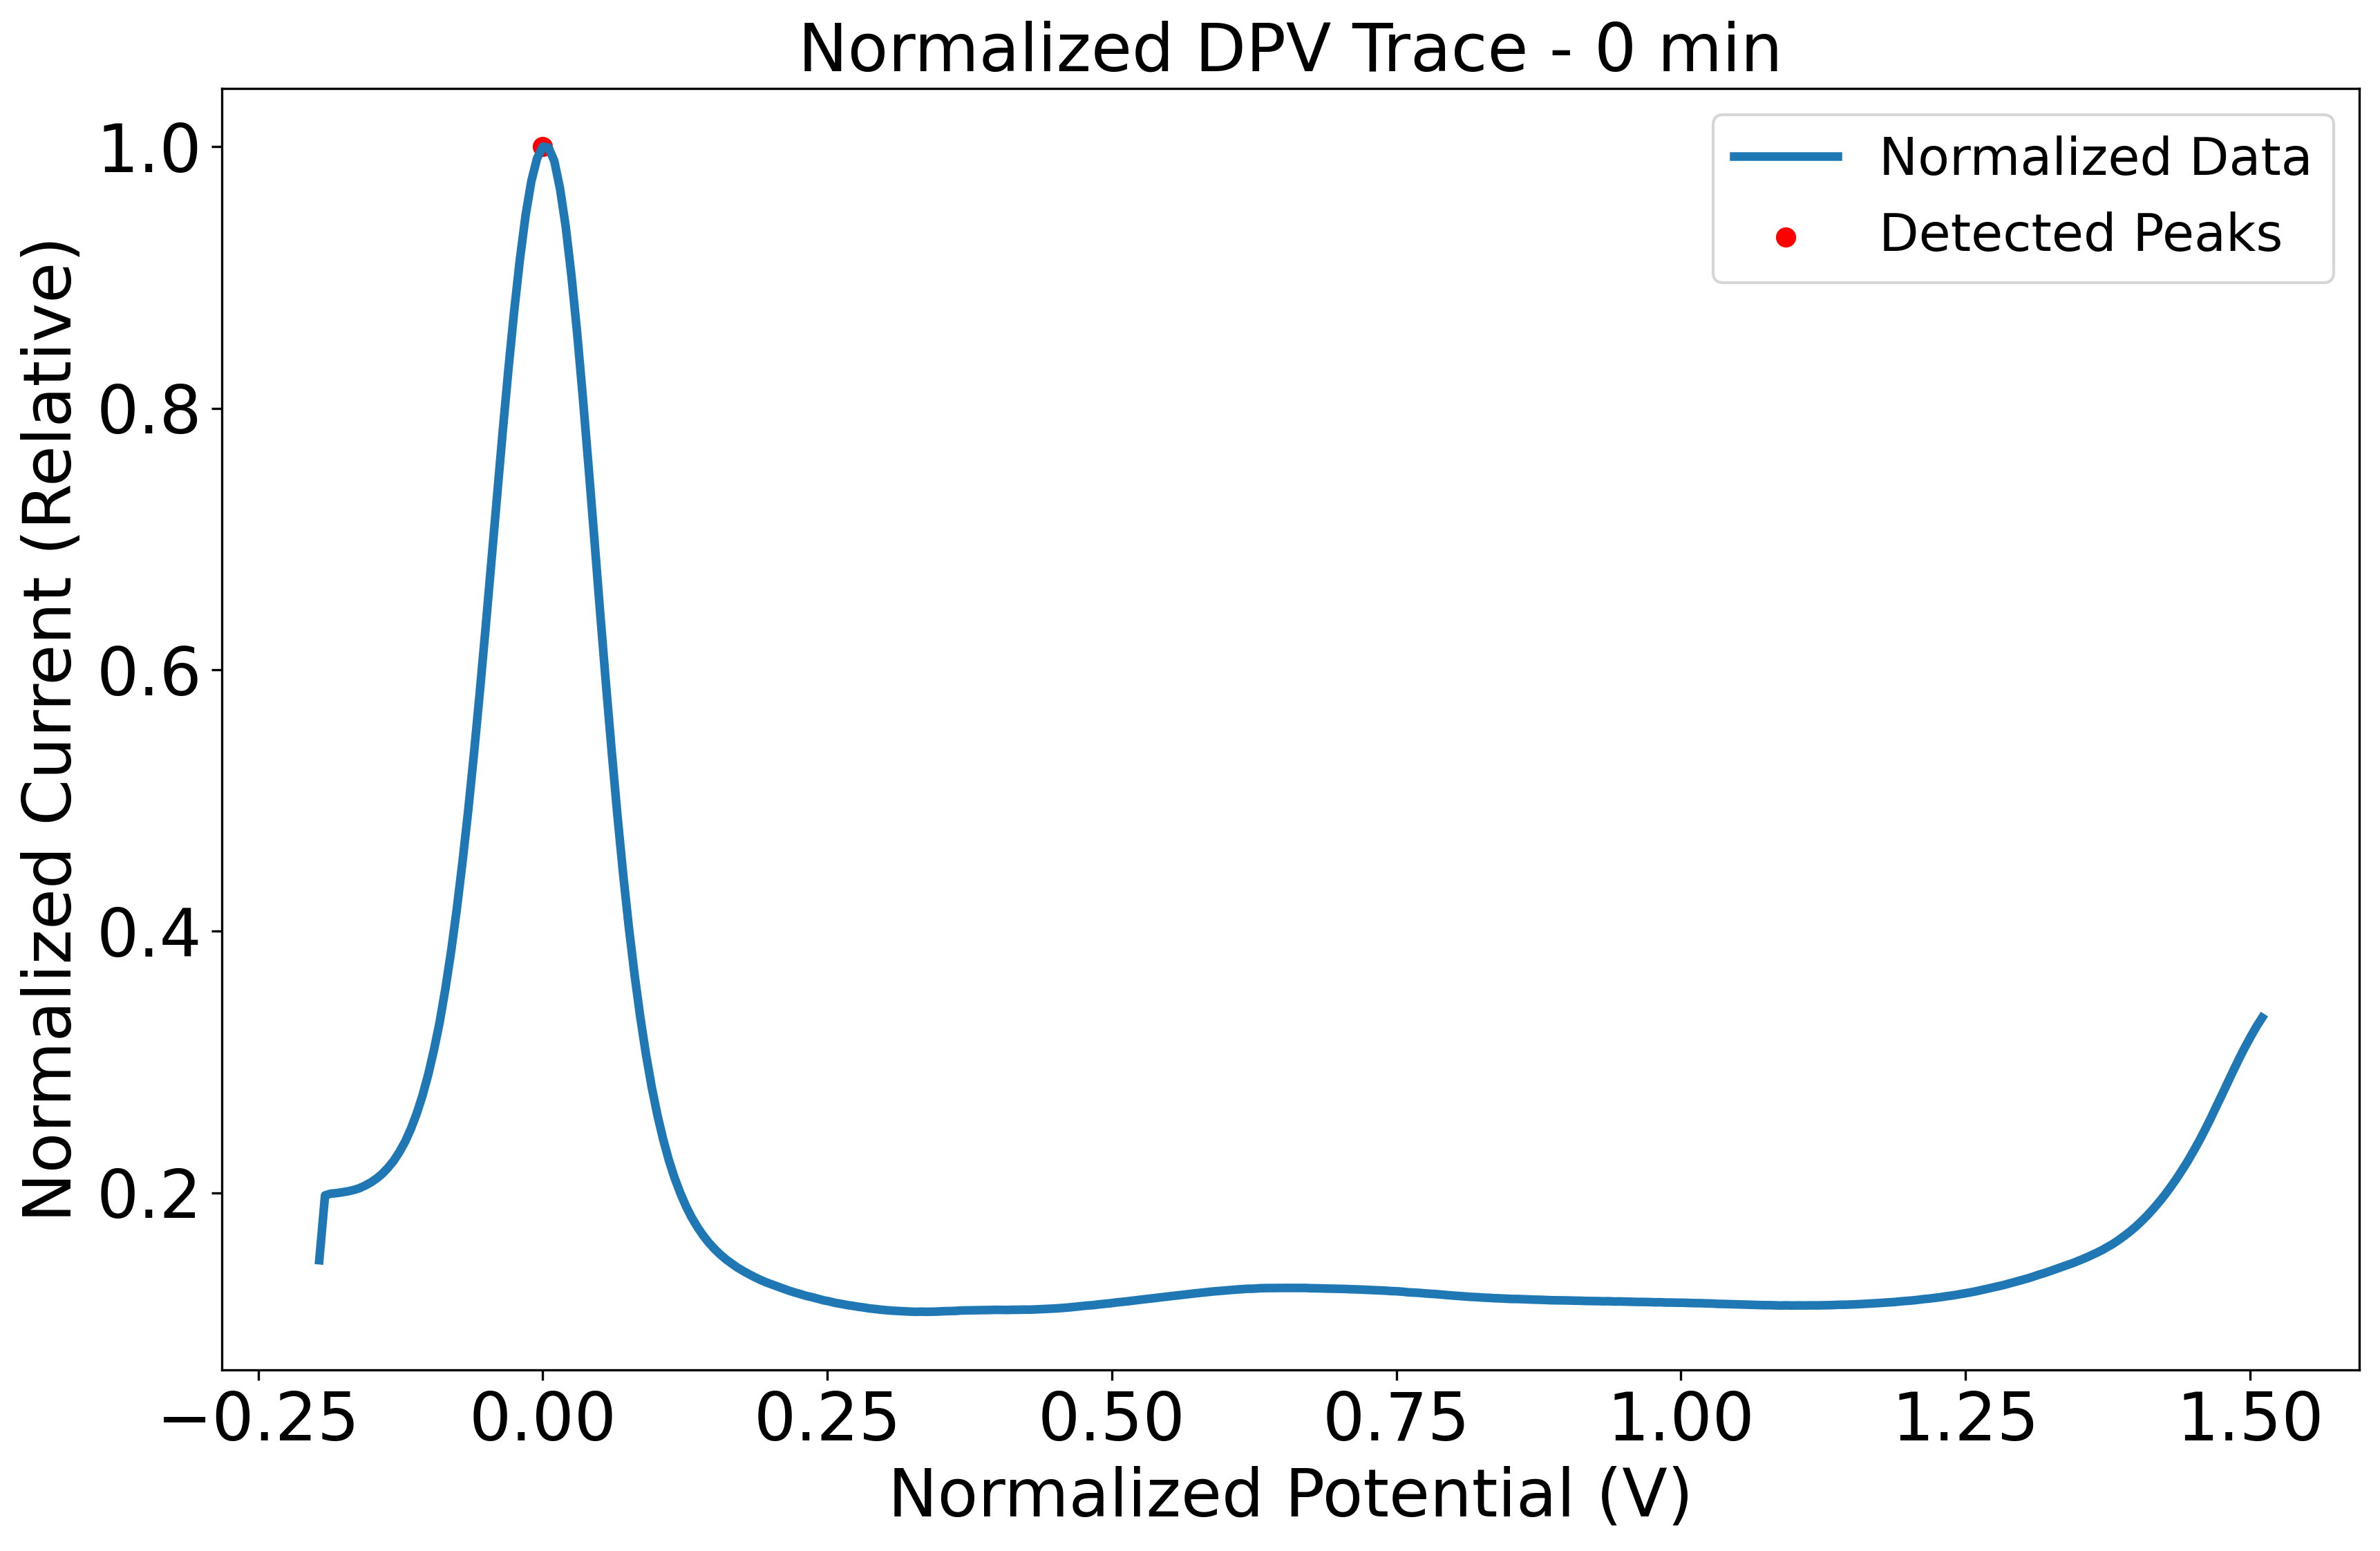 Normalized DPV Trace - 0 min
Normalized Data
Detected Peaks
Normalized Current (Relative)
1.0
0.8
0.6
0.4
0.2
−0.25
0.00
0.25
0.50
0.75
1.00
1.25
1.50
Normalized Potential (V)